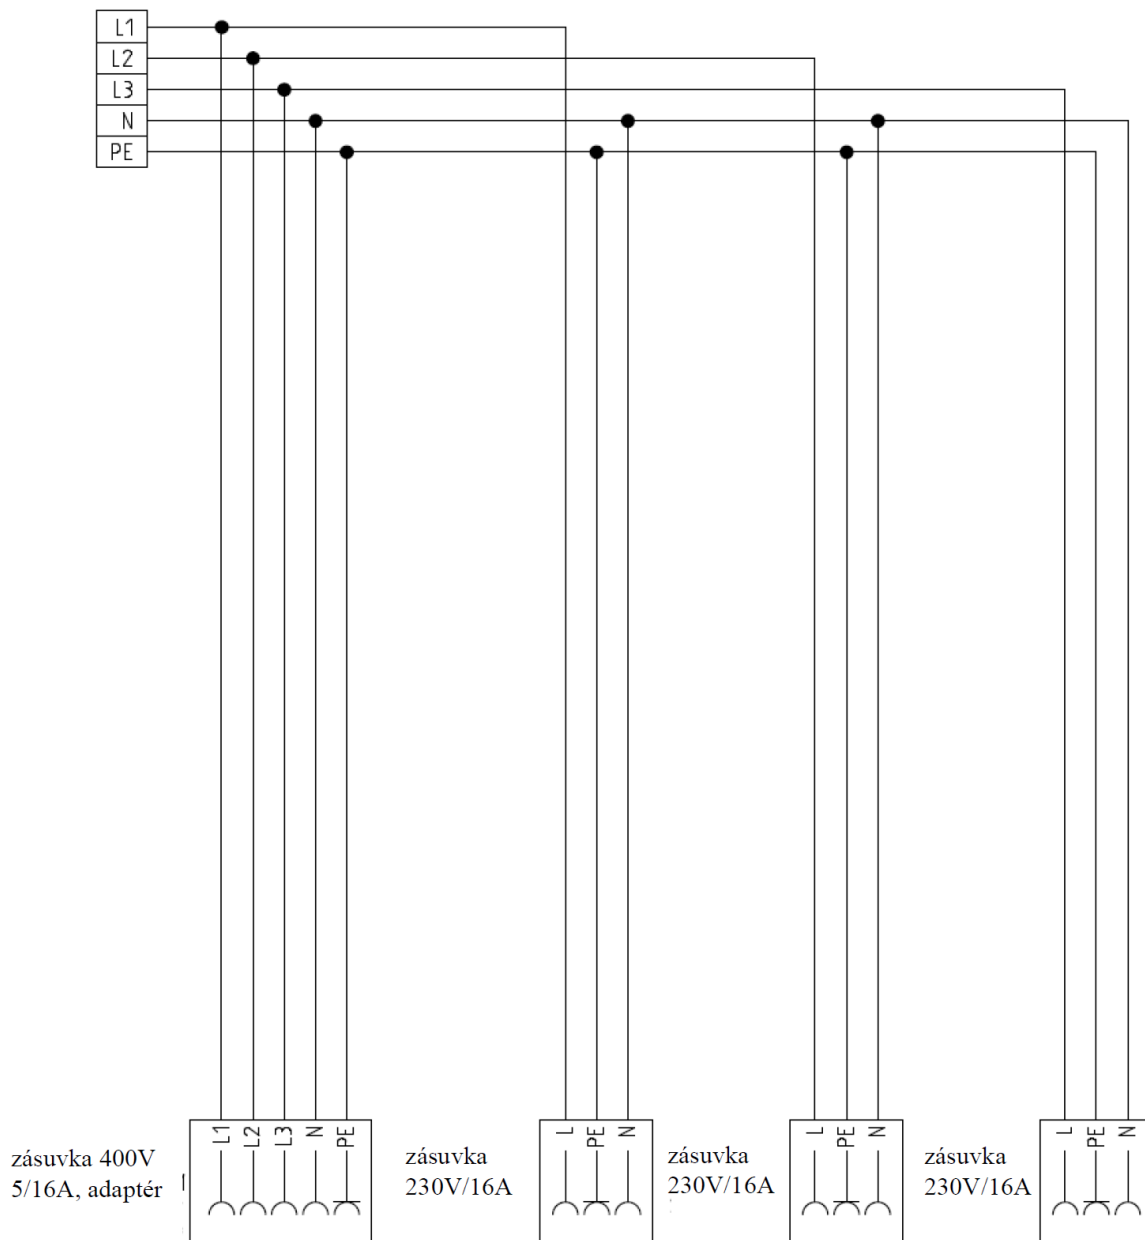 L1
L2
L3
N
PE
L1 L2 L3 N PE
L PE N
L PE N
L PE N
zásuvka 400V
5/16A, adaptér
zásuvka
230V/16A
zásuvka
230V/16A
zásuvka
230V/16A